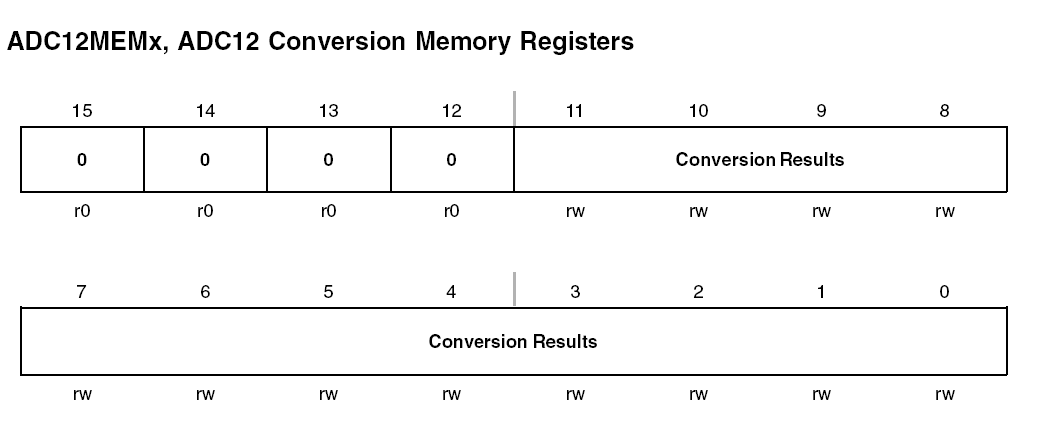 ADC12MEMx, ADC12 Conversion Memory Registers
15 14 13 12 11 10 9 8
0 0 0 0 Conversion Results
r0 r0 r0 r0 rw rw rw rw
7 6 5 4 3 2 1 0
Conversion Results
rw rw rw rw rw rw rw rw